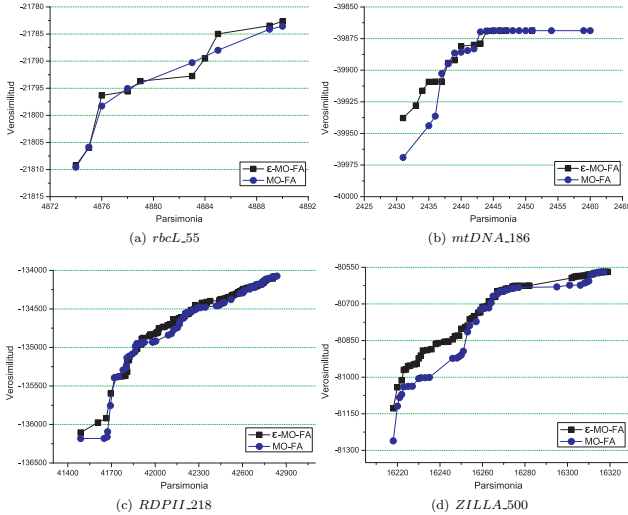 -21780
-21785
-21790
-21795
-21800
-21805
-21810
-21815
Verosimilitud
4872 4876 4880 4884 4888 4892
Parsimonia
ε-MO-FA
MO-FA
(a) rbcL_55
-39850
-39875
-39900
-39925
-39950
-39975
-40000
Verosimilitud
2425 2430 2435 2440 2445 2450 2455 2460 2465
Parsimonia
ε-MO-FA
MO-FA
(b) mtDNA_186
-134000
-134500
-135000
-135500
-136000
-136500
Verosimilitud
41400 41700 42000 42300 42600 42900
Parsimonia
ε-MO-FA
MO-FA
(c) RDPII_218
-80550
-80700
-80850
-81000
-81150
-81300
Verosimilitud
16220 16240 16260 16280 16300 16320
Parsimonia
ε-MO-FA
MO-FA
(d) ZILLA_500